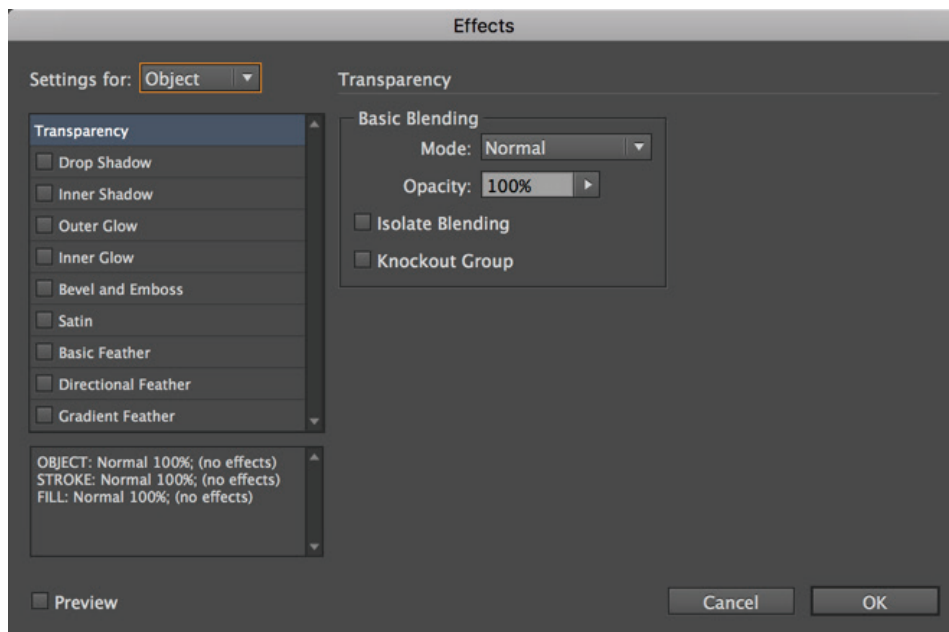 Effects
Settings for: Object
Transparency
Drop Shadow
Inner Shadow
Outer Glow
Inner Glow
Bevel and Emboss
Satin
Basic Feather
Directional Feather
Gradient Feather
OBJECT: Normal 100%; (no effects)
STROKE: Normal 100%; (no effects)
FILL: Normal 100%; (no effects)
Preview
Transparency
Basic Blending
Mode: Normal
Opacity: 100%
Isolate Blending
Knockout Group
Cancel
OK